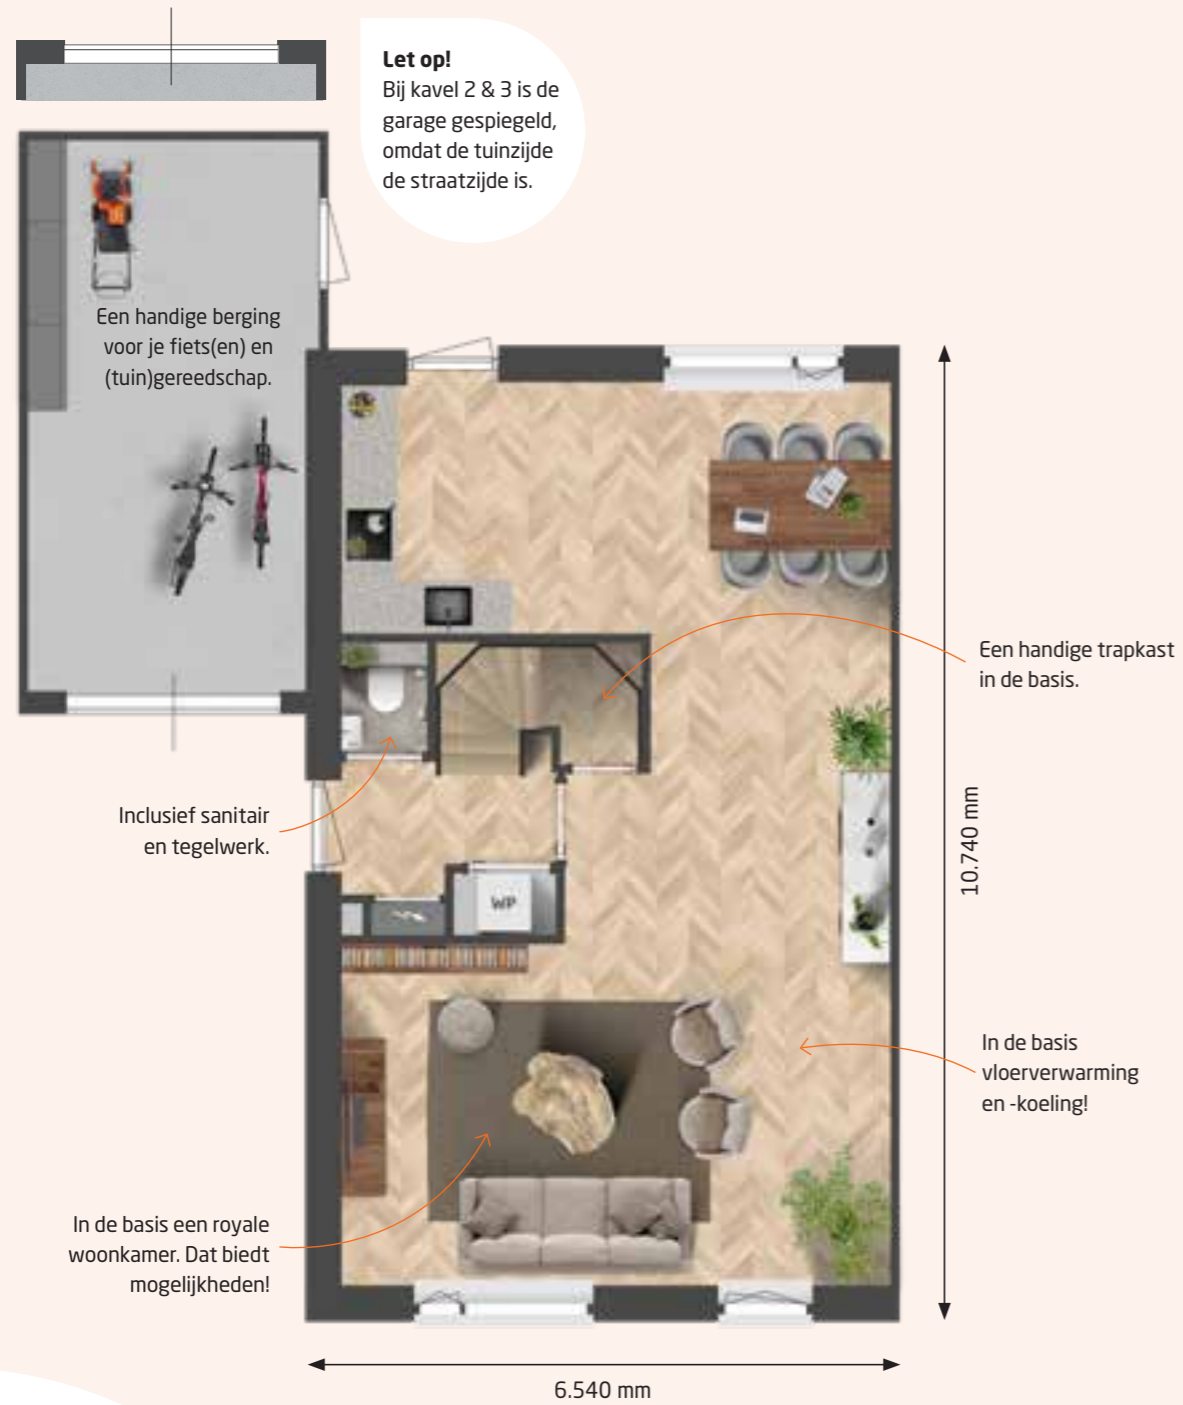 Let op!
Bij kavel 2 & 3 is de
garage gespiegeld,
omdat de tuinzijde
de straatzijde is.
Een handige berging
voor je fiets(en) en
(tuin)gereedschap.
Een handige trapkast
in de basis.
Inclusief sanitair
en tegelwerk.
10.740 mm
WP
In de basis
vloerverwarming
en -koeling!
In de basis een royale
woonkamer. Dat biedt
mogelijkheden!
6.540 mm